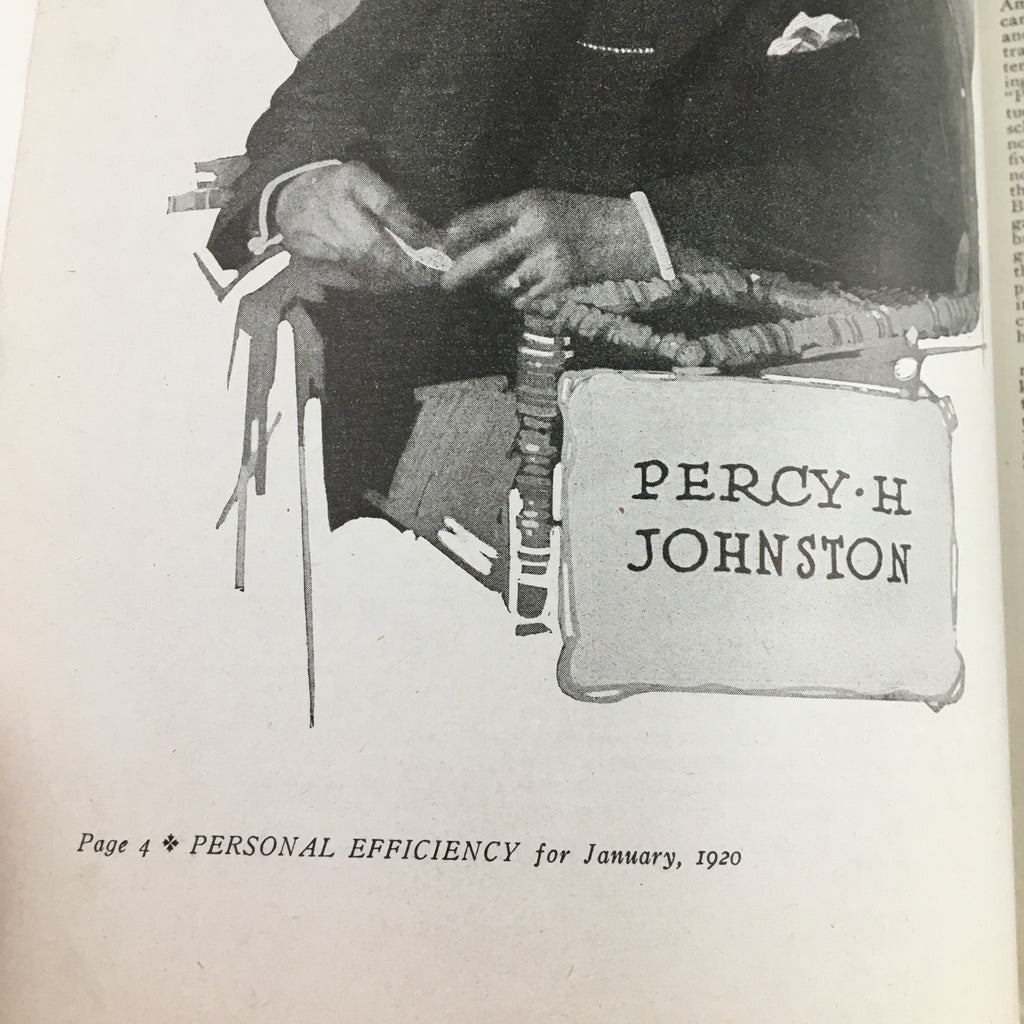 PERCY·H
JOHNSTON
Page 4 ❖ PERSONAL EFFICIENCY for January, 1920